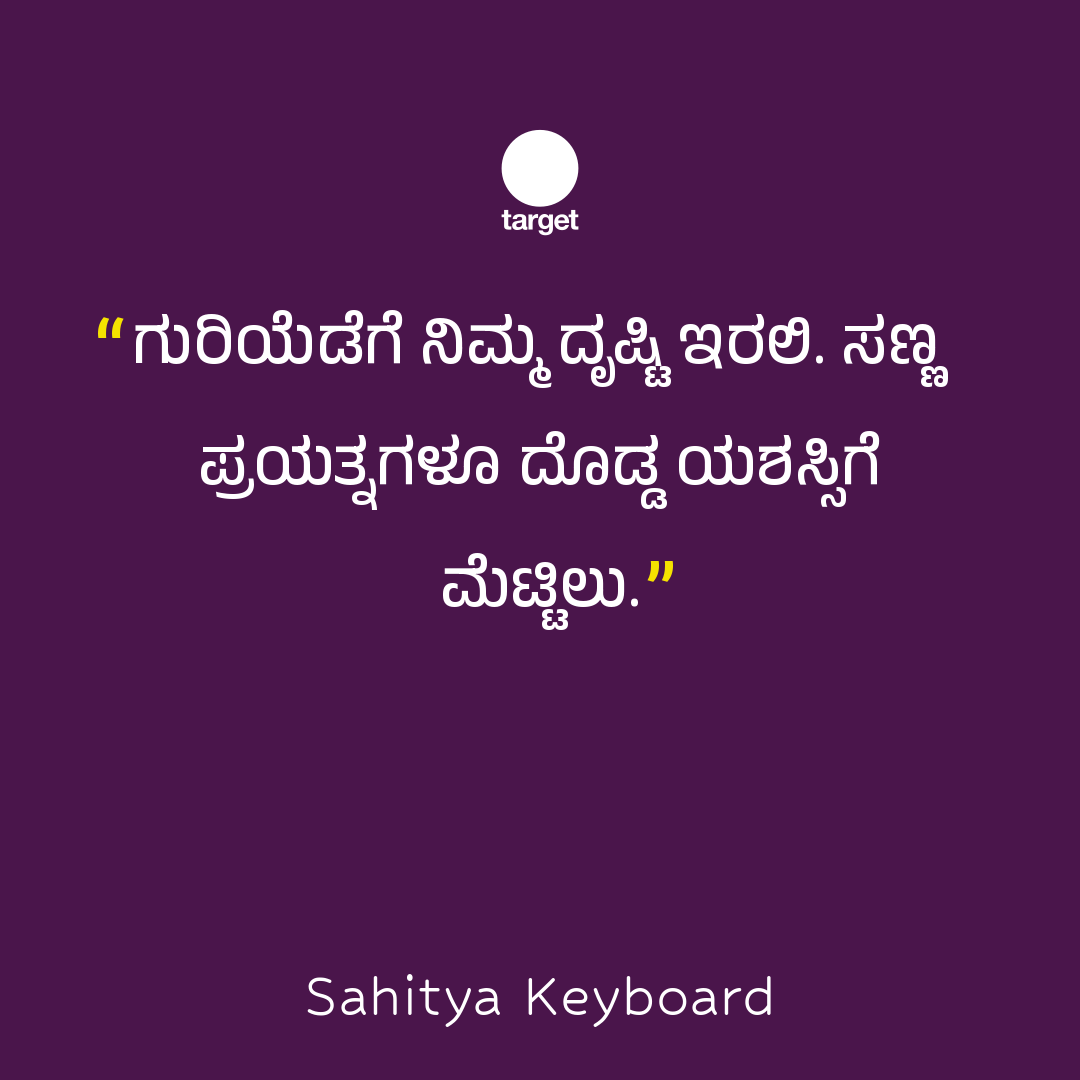 target
“ಗುರಿಯೆಡೆಗೆ ನಿಮ್ಮ ದೃಷ್ಟಿ ಇರಲಿ. ಸಣ್ಣ
ಪ್ರಯತ್ನಗಳೂ ದೊಡ್ಡ ಯಶಸ್ಸಿಗೆ
ಮೆಟ್ಟಿಲು.”
Sahitya Keyboard